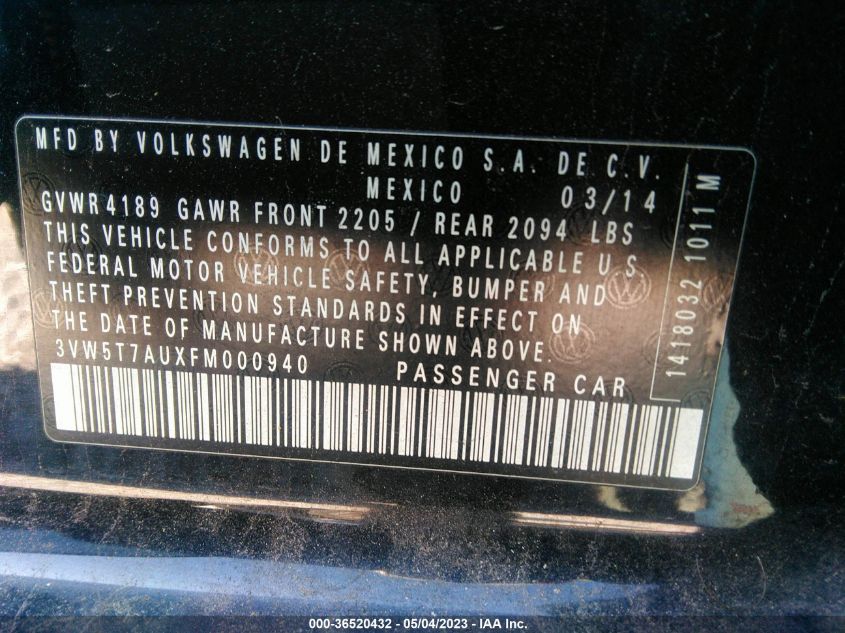 MFD BY VOLKSWAGEN DE MEXICO S.A. DE C.V.
MEXICO 03/14
GVWR 4189 GAWR FRONT 2205 / REAR 2094 LBS
THIS VEHICLE CONFORMS TO ALL APPLICABLE U S
FEDERAL MOTOR VEHICLE SAFETY, BUMPER AND
THEFT PREVENTION STANDARDS IN EFFECT ON
THE DATE OF MANUFACTURE SHOWN ABOVE.
3VW5T7AUXFM000940 PASSENGER CAR
1418032 1011 M
000-36520432 - 05/04/2023 - IAA Inc.